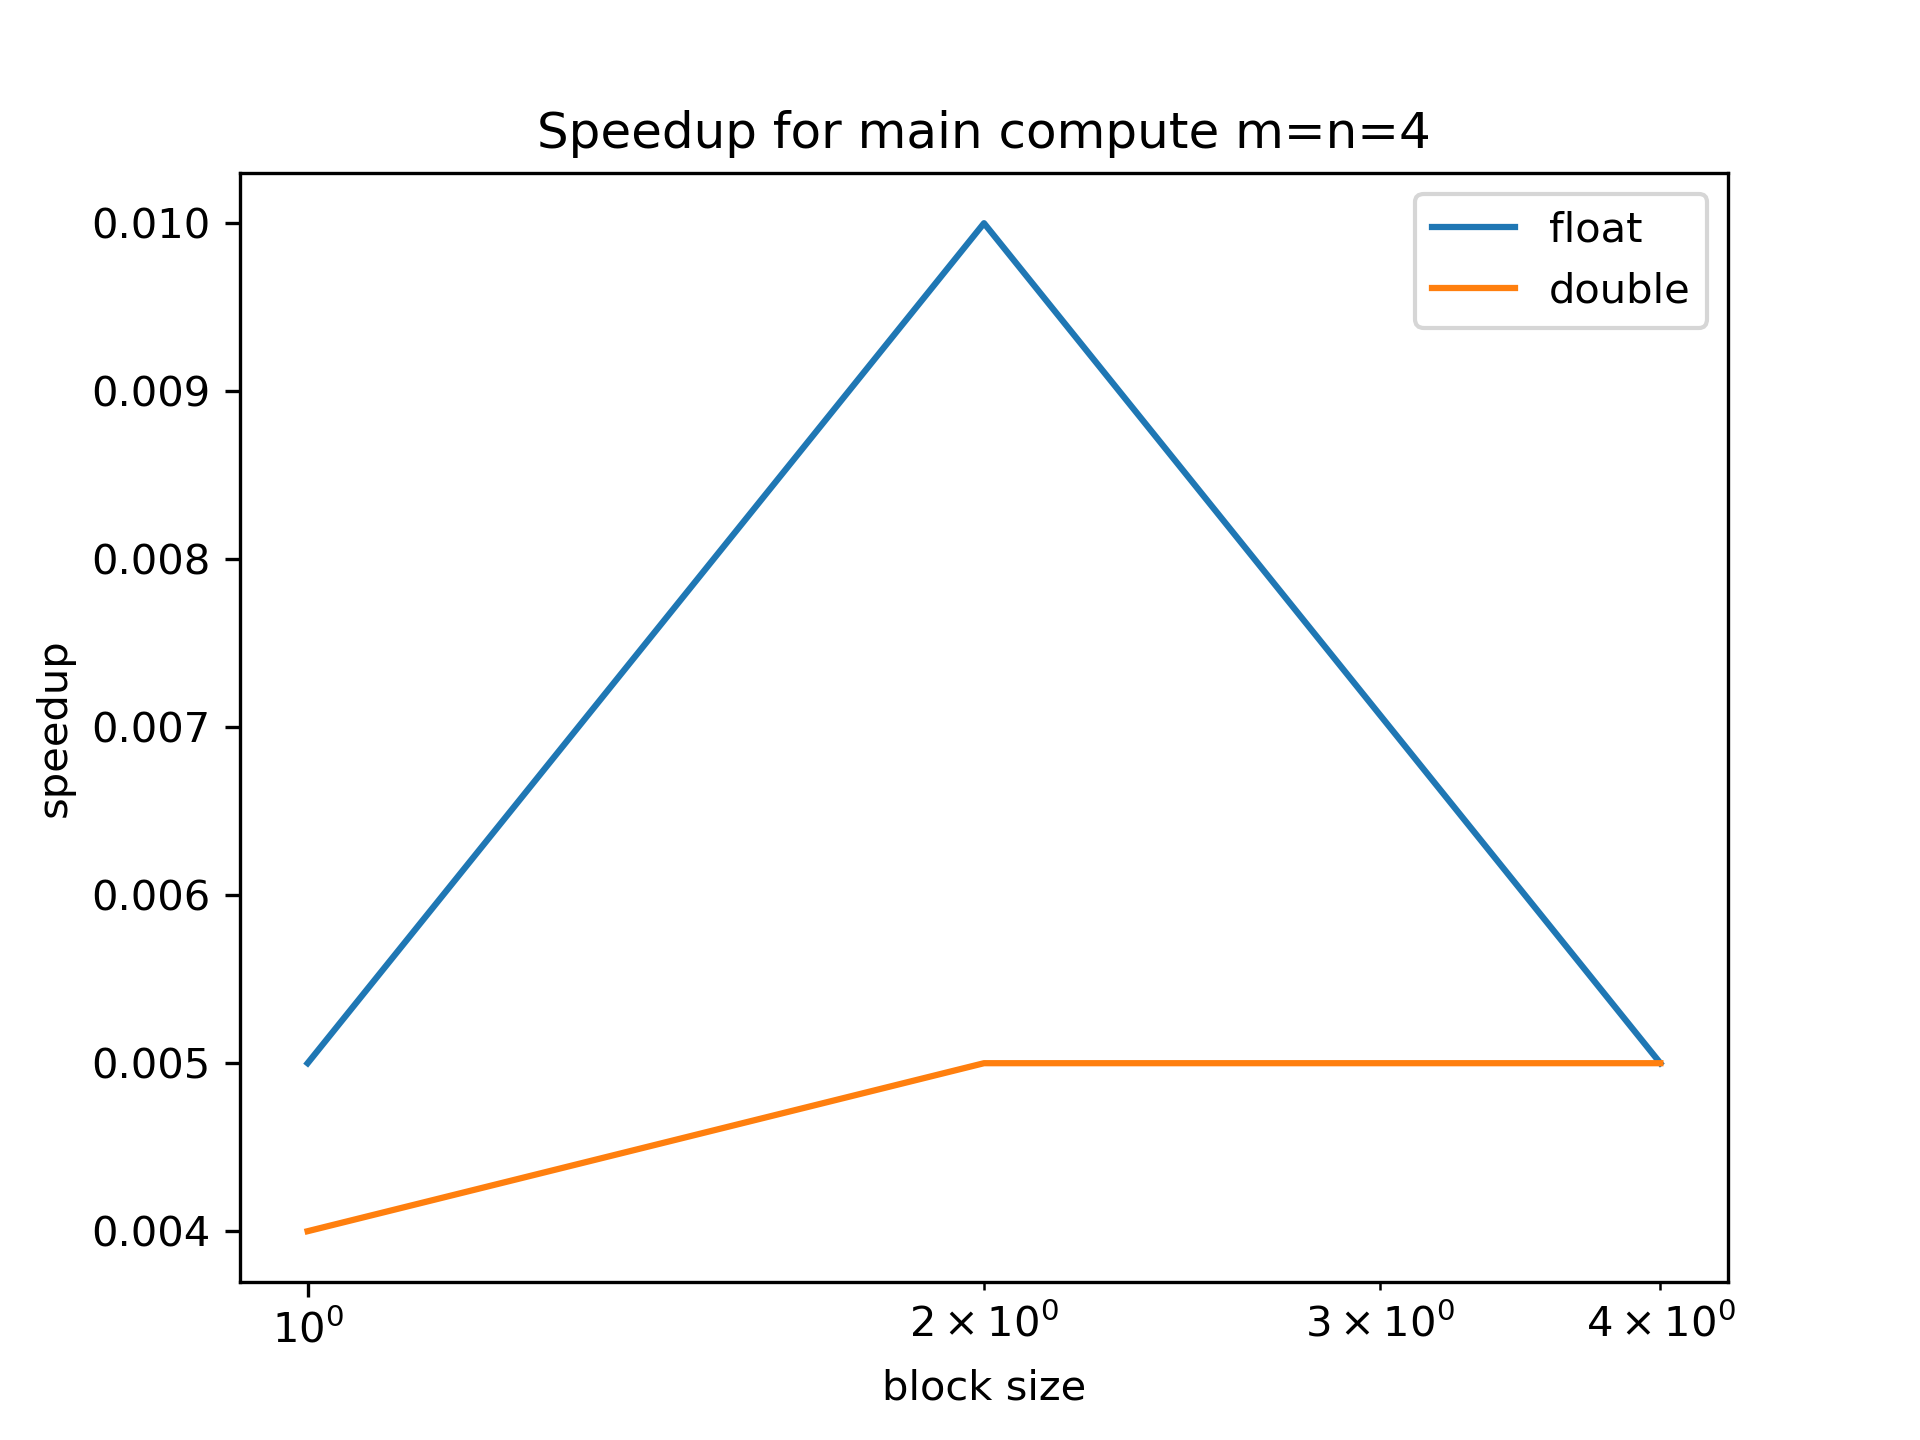 Speedup for main compute m=n=4
float
double
speedup
0.010
0.009
0.008
0.007
0.006
0.005
0.004
10⁰
2 × 10⁰
3 × 10⁰
4 × 10⁰
block size